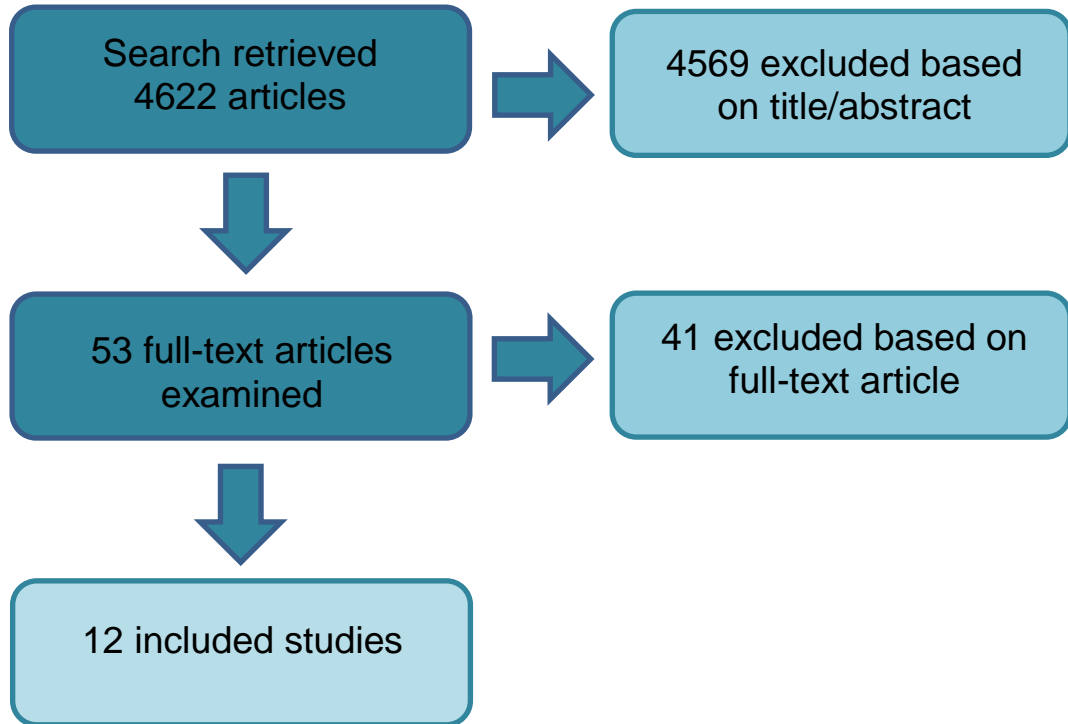 Search retrieved
4622 articles
4569 excluded based
on title/abstract
53 full-text articles
examined
41 excluded based on
full-text article
12 included studies